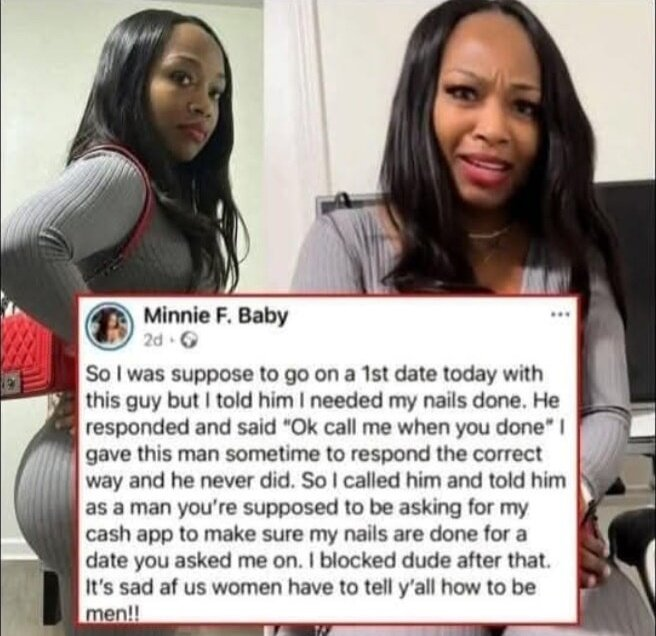 Minnie F. Baby
2d ·
So I was suppose to go on a 1st date today with
this guy but I told him I needed my nails done. He
responded and said "Ok call me when you done" I
gave this man sometime to respond the correct
way and he never did. So I called him and told him
as a man you're supposed to be asking for my
cash app to make sure my nails are done for a
date you asked me on. I blocked dude after that.
It's sad af us women have to tell y'all how to be
men!!